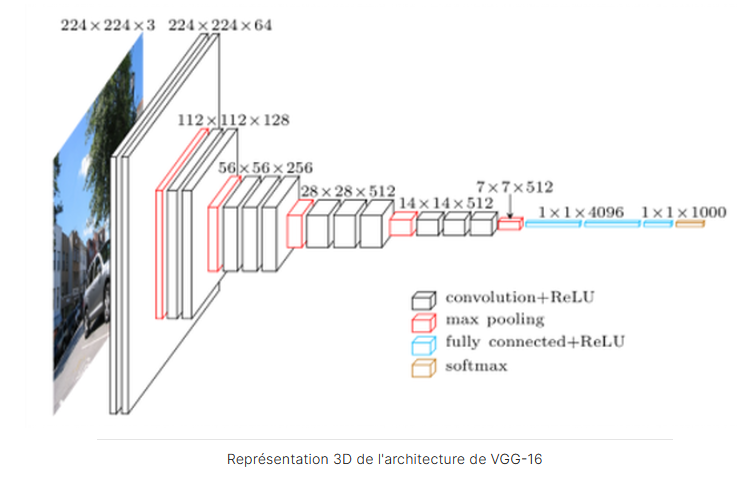 224×224×3 224×224×64
112×112×128
56×56×256
28×28×512
14×14×512
7×7×512
1×1×4096 1×1×1000
convolution+ReLU
max pooling
fully connected+ReLU
softmax
Représentation 3D de l'architecture de VGG-16